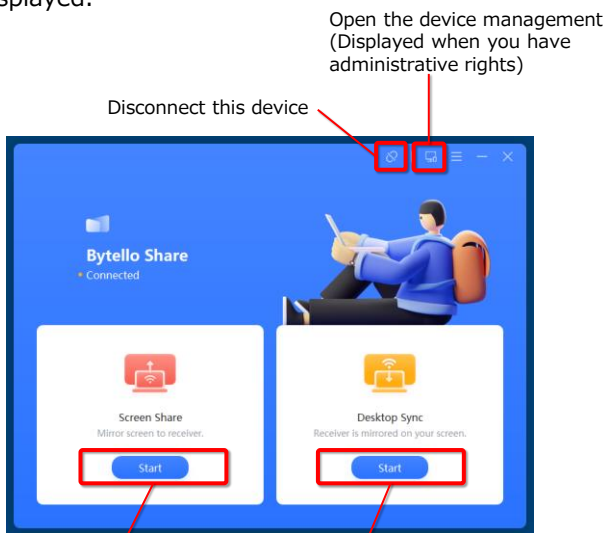 splayed.
Open the device management
(Displayed when you have
administrative rights)
Disconnect this device
Bytello Share
Connected
Screen Share
Mirror screen to receiver.
Start
Desktop Sync
Receiver is mirrored on your screen.
Start